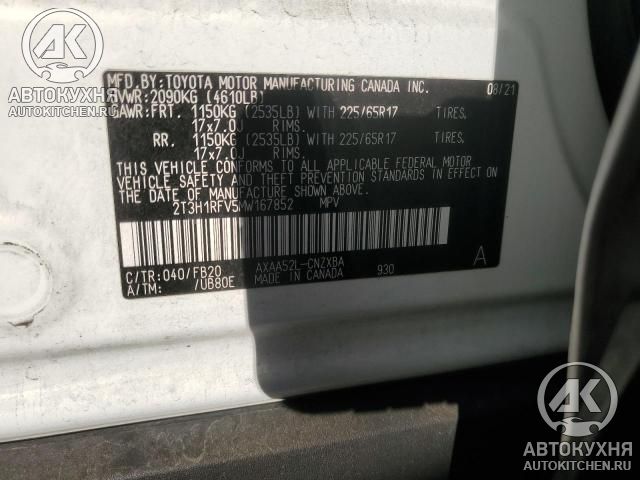 АВТОКУХНЯ
AUTOKITCHEN.RU
MFD.BY:TOYOTA MOTOR MANUFACTURING CANADA INC. 08/21
GVWR:2090KG (4610LB)
GAWR:FRT. 1150KG (2535LB) WITH 225/65R17 TIRES,
17x7.0J RIMS.
RR. 1150KG (2535LB) WITH 225/65R17 TIRES,
17x7.0J RIMS.
THIS VEHICLE CONFORMS TO ALL APPLICABLE FEDERAL MOTOR
VEHICLE SAFETY AND THEFT PREVENTION STANDARDS IN EFFECT ON
THE DATE OF MANUFACTURE SHOWN ABOVE.
2T3H1RFV5MW167852 MPV
A
C/TR:040/FB20 AXAA52L-CNZXBA
A/TM: /U680E MADE IN CANADA 930
АК
АВТОКУХНЯ
AUTOKITCHEN.RU